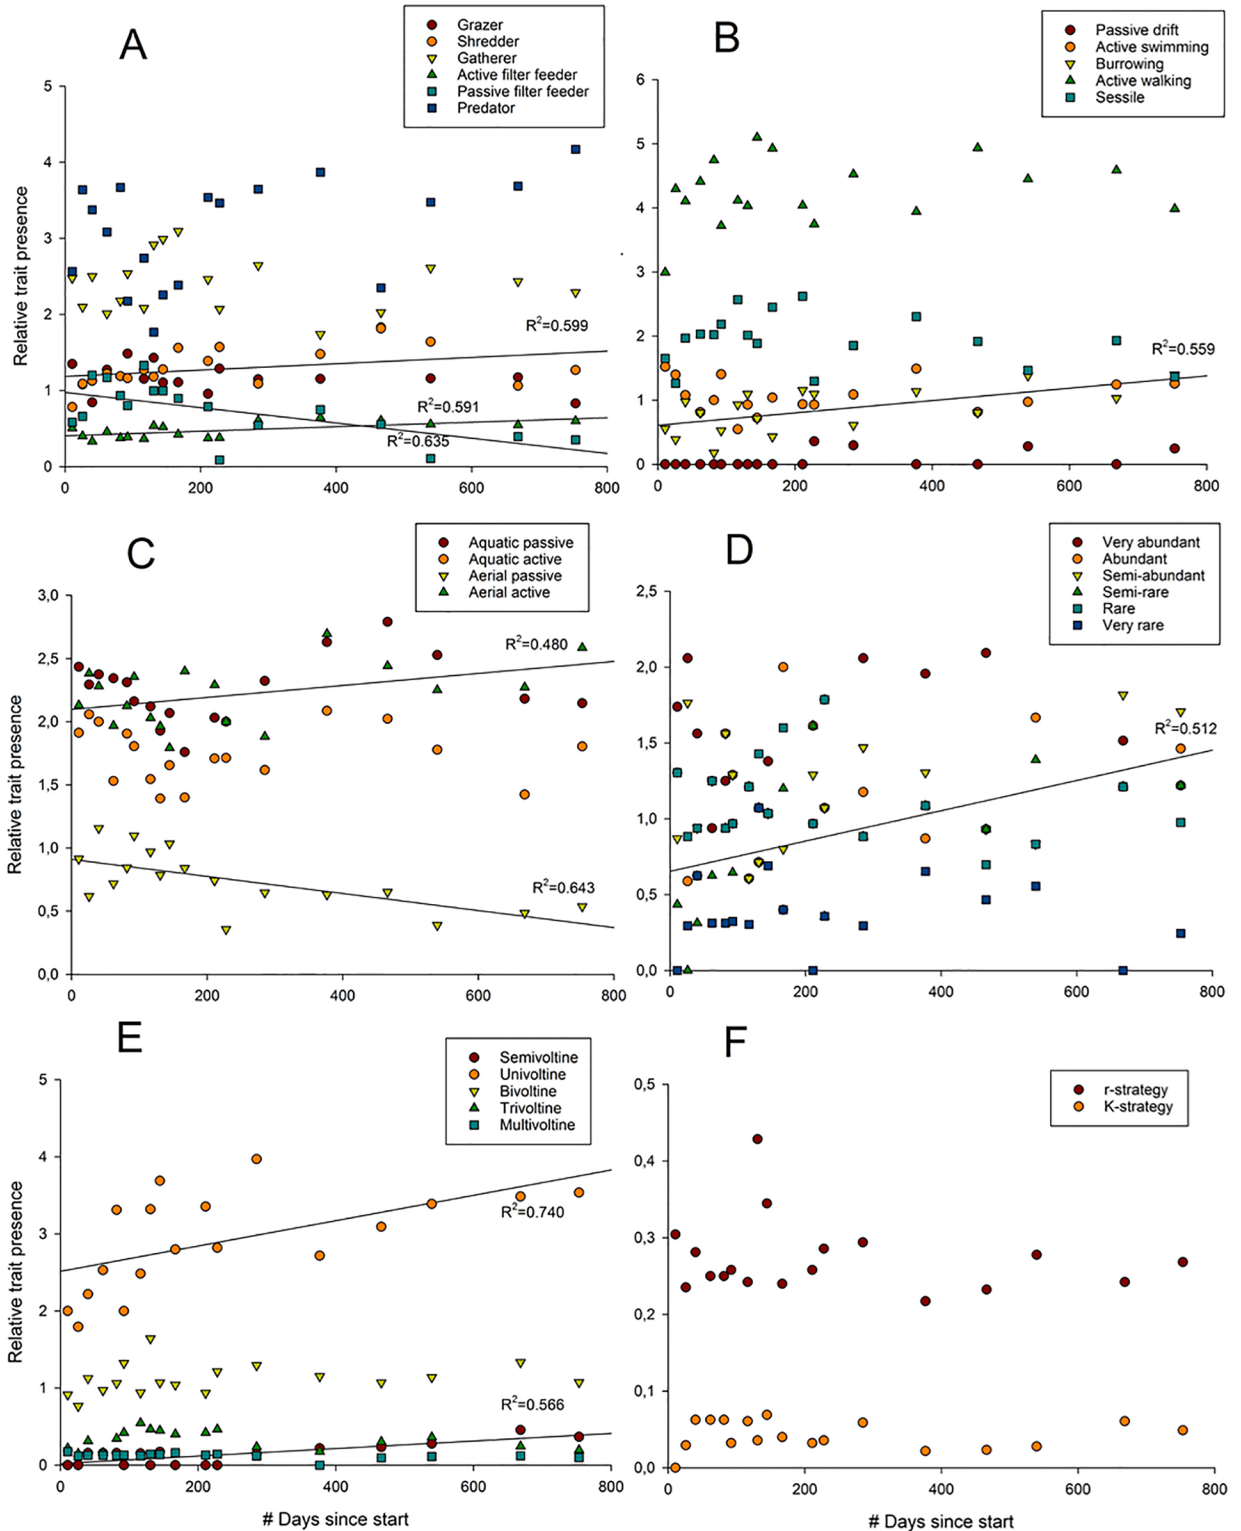 A
Grazer
Shredder
Gatherer
Active filter feeder
Passive filter feeder
Predator
Relative trait presence
5
4
3
2
1
0
R²=0.599
R²=0.591
R²=0.635
0 200 400 600 800
B
Passive drift
Active swimming
Burrowing
Active walking
Sessile
6
5
4
3
2
1
0
R²=0.559
0 200 400 600 800
C
Aquatic passive
Aquatic active
Aerial passive
Aerial active
Relative trait presence
3,0
2,5
2,0
1,5
1,0
0,5
0,0
R²=0.480
R²=0.643
0 200 400 600 800
D
Very abundant
Abundant
Semi-abundant
Semi-rare
Rare
Very rare
2,5
2,0
1,5
1,0
0,5
0,0
R²=0.512
0 200 400 600 800
E
Semivoltine
Univoltine
Bivoltine
Trivoltine
Multivoltine
Relative trait presence
5
4
3
2
1
0
R²=0.740
R²=0.566
0 200 400 600 800
# Days since start
F
r-strategy
K-strategy
0,5
0,4
0,3
0,2
0,1
0,0
0 200 400 600 800
# Days since start